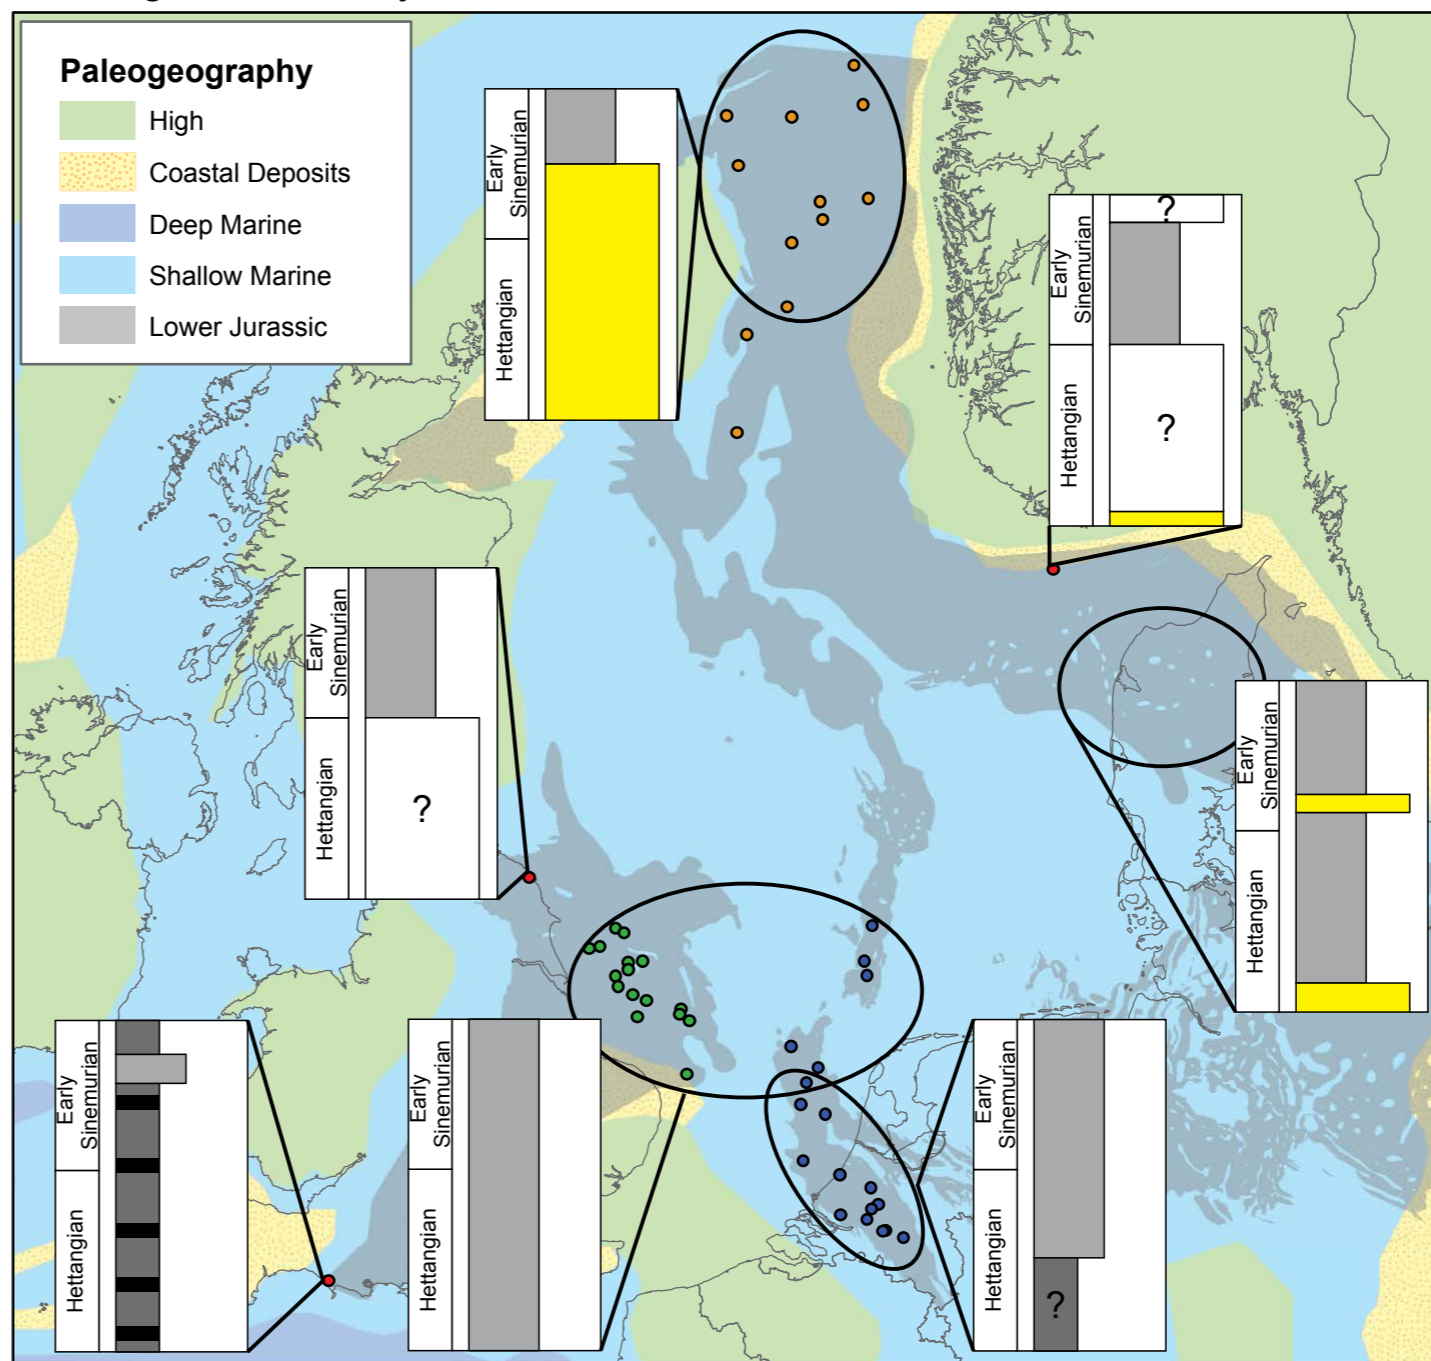 Paleogeography
High
Coastal Deposits
Deep Marine
Shallow Marine
Lower Jurassic
Early
Sinemurian
Hettangian
?
Early
Sinemurian
Hettangian
?
Early
Sinemurian
Hettangian
?
Early
Sinemurian
Hettangian
Early
Sinemurian
Hettangian
Early
Sinemurian
Hettangian
Early
Sinemurian
Hettangian
?